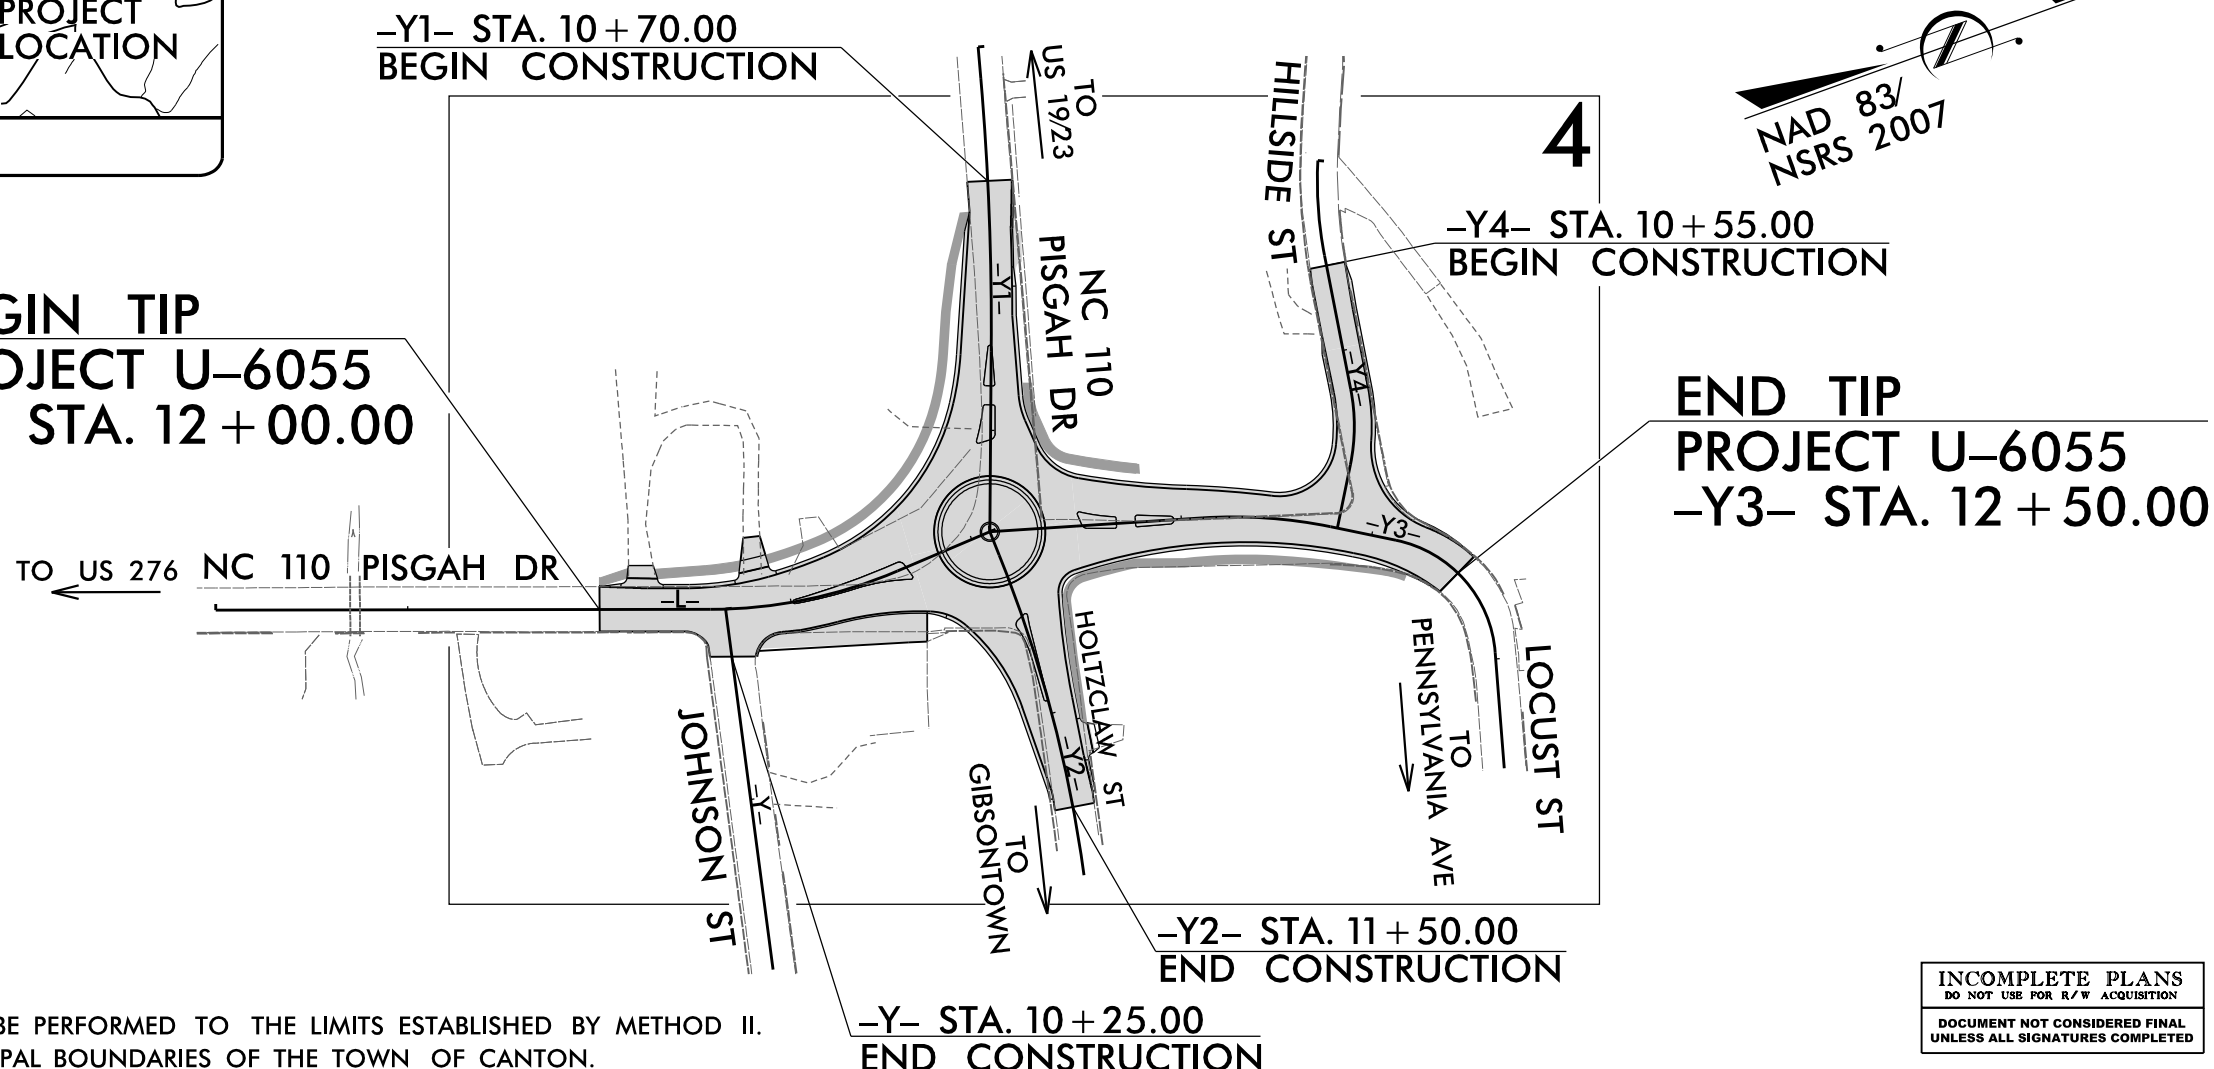 PROJECT
LOCATION
–Y1– STA. 10+70.00
BEGIN CONSTRUCTION
TO
US 19/23
HILLSIDE ST
4
NAD 83/
NSRS 2007
–Y4– STA. 10+55.00
BEGIN CONSTRUCTION
–Y1–
NC 110
PISGAH DR
GIN TIP
OJECT U–6055
STA. 12+00.00
–Y4–
END TIP
PROJECT U–6055
–Y3– STA. 12+50.00
–Y3–
TO US 276 NC 110 PISGAH DR
–L–
HOLTZCLAW ST
–Y2–
JOHNSON ST
–Y–
TO
GIBSONTOWN
TO
PENNSYLVANIA AVE
LOCUST ST
–Y2– STA. 11+50.00
END CONSTRUCTION
–Y– STA. 10+25.00
END CONSTRUCTION
BE PERFORMED TO THE LIMITS ESTABLISHED BY METHOD II.
PAL BOUNDARIES OF THE TOWN OF CANTON.
INCOMPLETE PLANS
DO NOT USE FOR R/W ACQUISITION
DOCUMENT NOT CONSIDERED FINAL
UNLESS ALL SIGNATURES COMPLETED